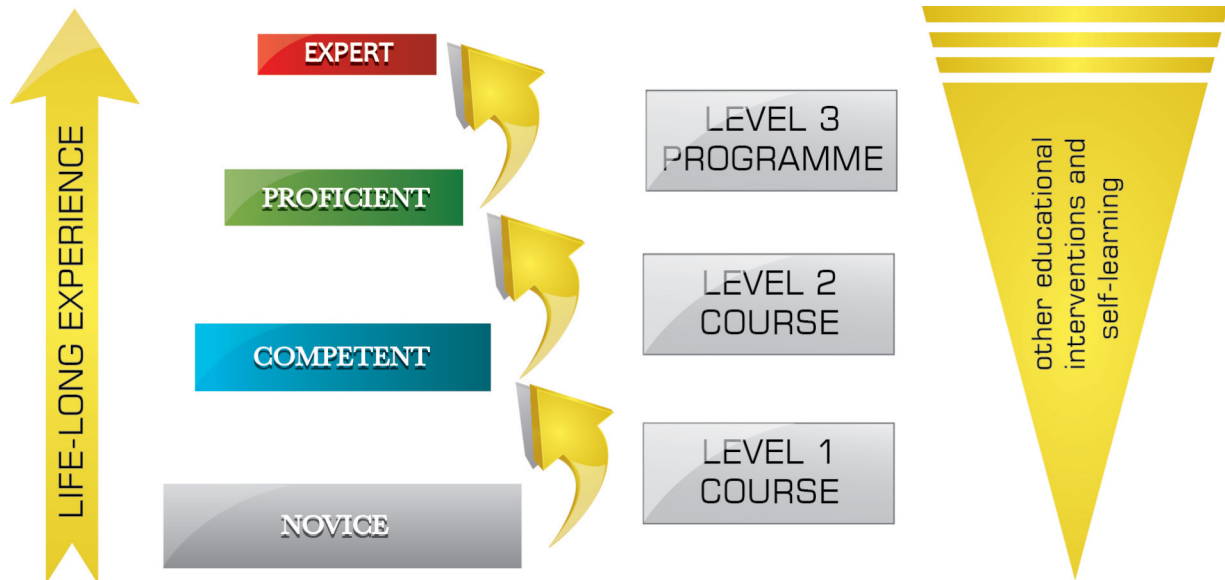 LIFE-LONG EXPERIENCE
EXPERT
PROFICIENT
COMPETENT
NOVICE
LEVEL 3
PROGRAMME
LEVEL 2
COURSE
LEVEL 1
COURSE
other educational
interventions and
self-learning